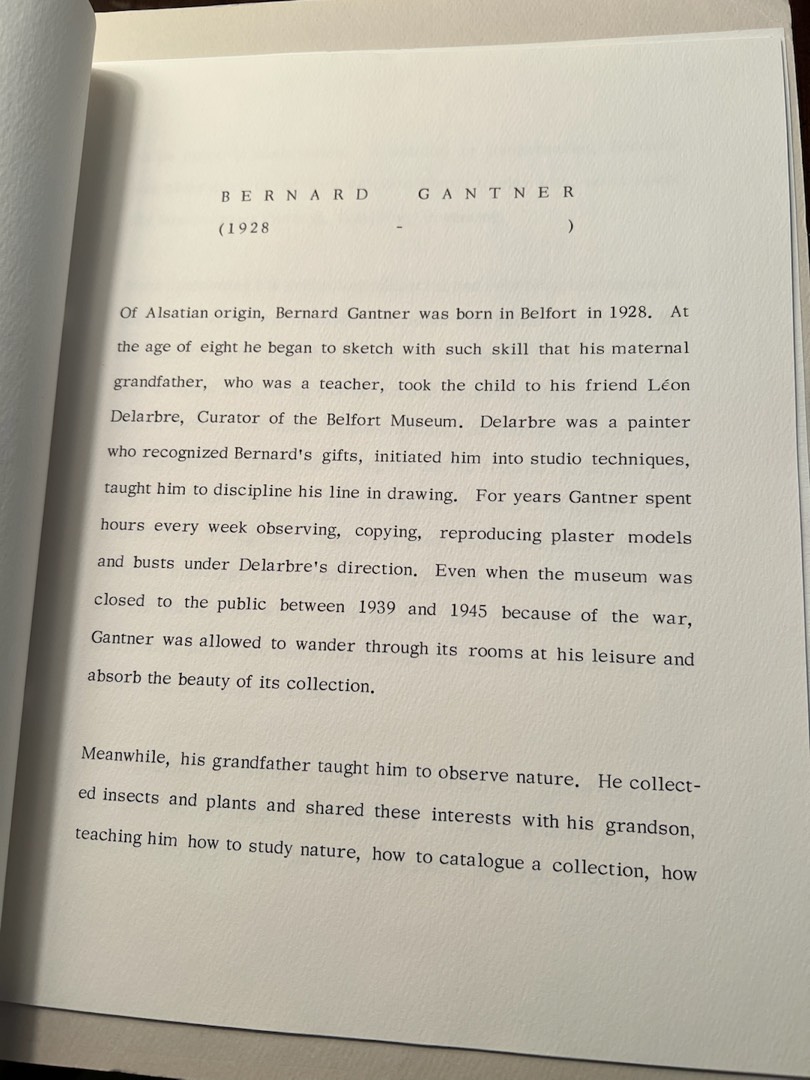 BERNARD GANTNER
(1928 - )
Of Alsatian origin, Bernard Gantner was born in Belfort in 1928. At
the age of eight he began to sketch with such skill that his maternal
grandfather, who was a teacher, took the child to his friend Léon
Delarbre, Curator of the Belfort Museum. Delarbre was a painter
who recognized Bernard's gifts, initiated him into studio techniques,
taught him to discipline his line in drawing. For years Gantner spent
hours every week observing, copying, reproducing plaster models
and busts under Delarbre's direction. Even when the museum was
closed to the public between 1939 and 1945 because of the war,
Gantner was allowed to wander through its rooms at his leisure and
absorb the beauty of its collection.
Meanwhile, his grandfather taught him to observe nature. He collect-
ed insects and plants and shared these interests with his grandson,
teaching him how to study nature, how to catalogue a collection, how